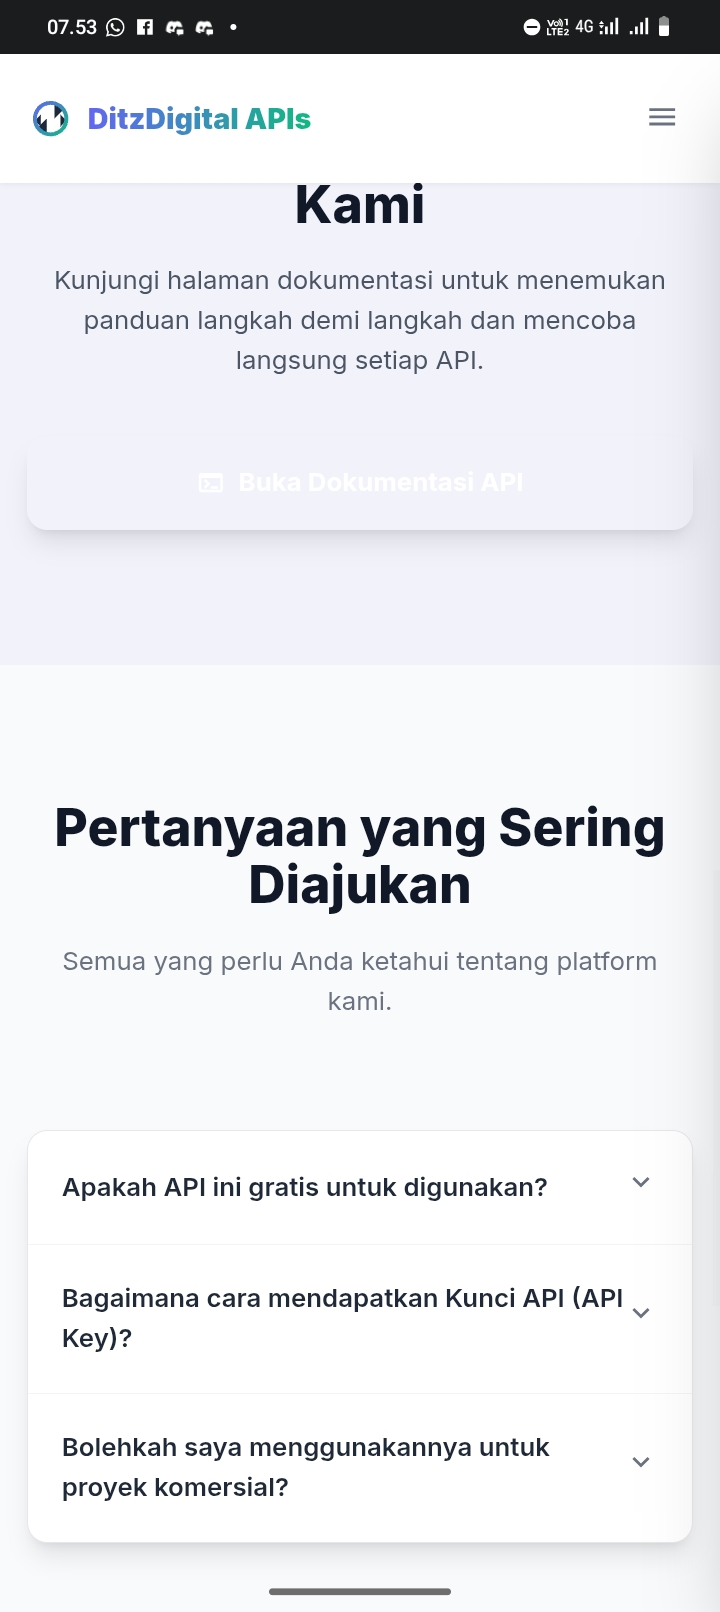 07.53
Vo)) 1
LTE2
4G
DitzDigital APIs
Kami
Kunjungi halaman dokumentasi untuk menemukan
panduan langkah demi langkah dan mencoba
langsung setiap API.
Buka Dokumentasi API
Pertanyaan yang Sering
Diajukan
Semua yang perlu Anda ketahui tentang platform
kami.
Apakah API ini gratis untuk digunakan?
Bagaimana cara mendapatkan Kunci API (API
Key)?
Bolehkah saya menggunakannya untuk
proyek komersial?